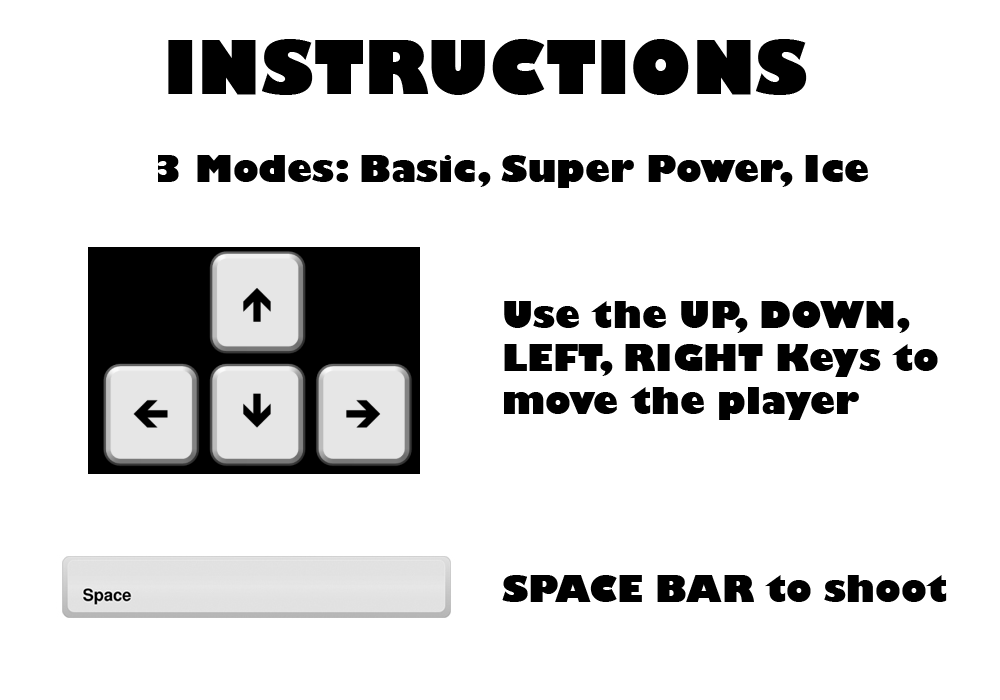 INSTRUCTIONS
3 Modes: Basic, Super Power, Ice
Use the UP, DOWN,
LEFT, RIGHT Keys to
move the player
Space
SPACE BAR to shoot